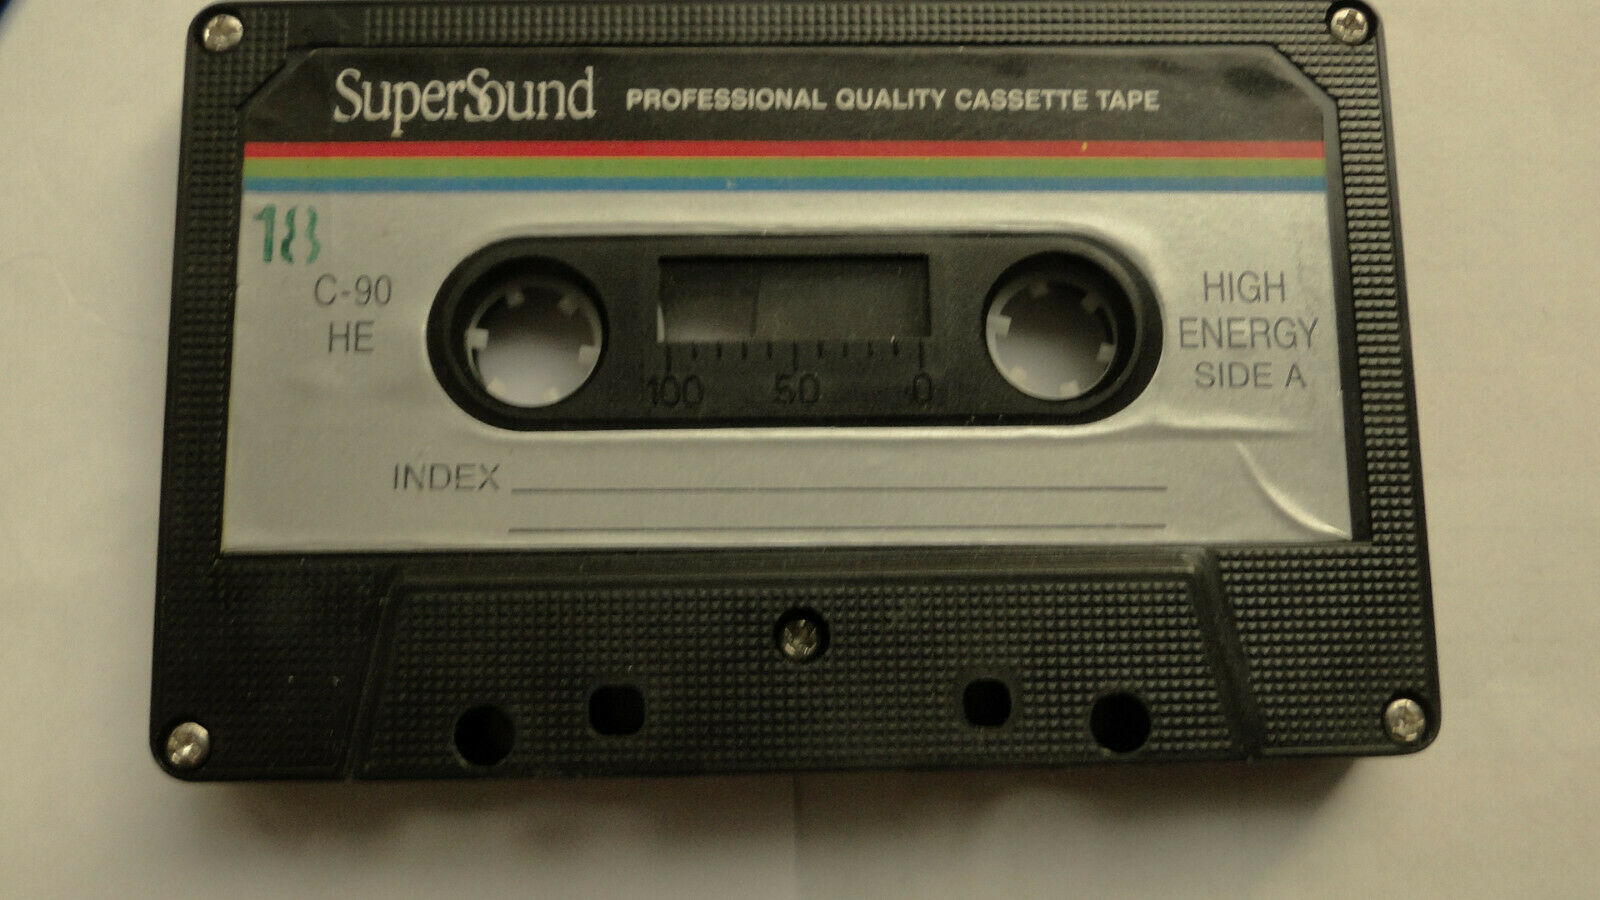 SuperSound PROFESSIONAL QUALITY CASSETTE TAPE
18
C-90
HE
HIGH
ENERGY
SIDE A
100 50 0
INDEX